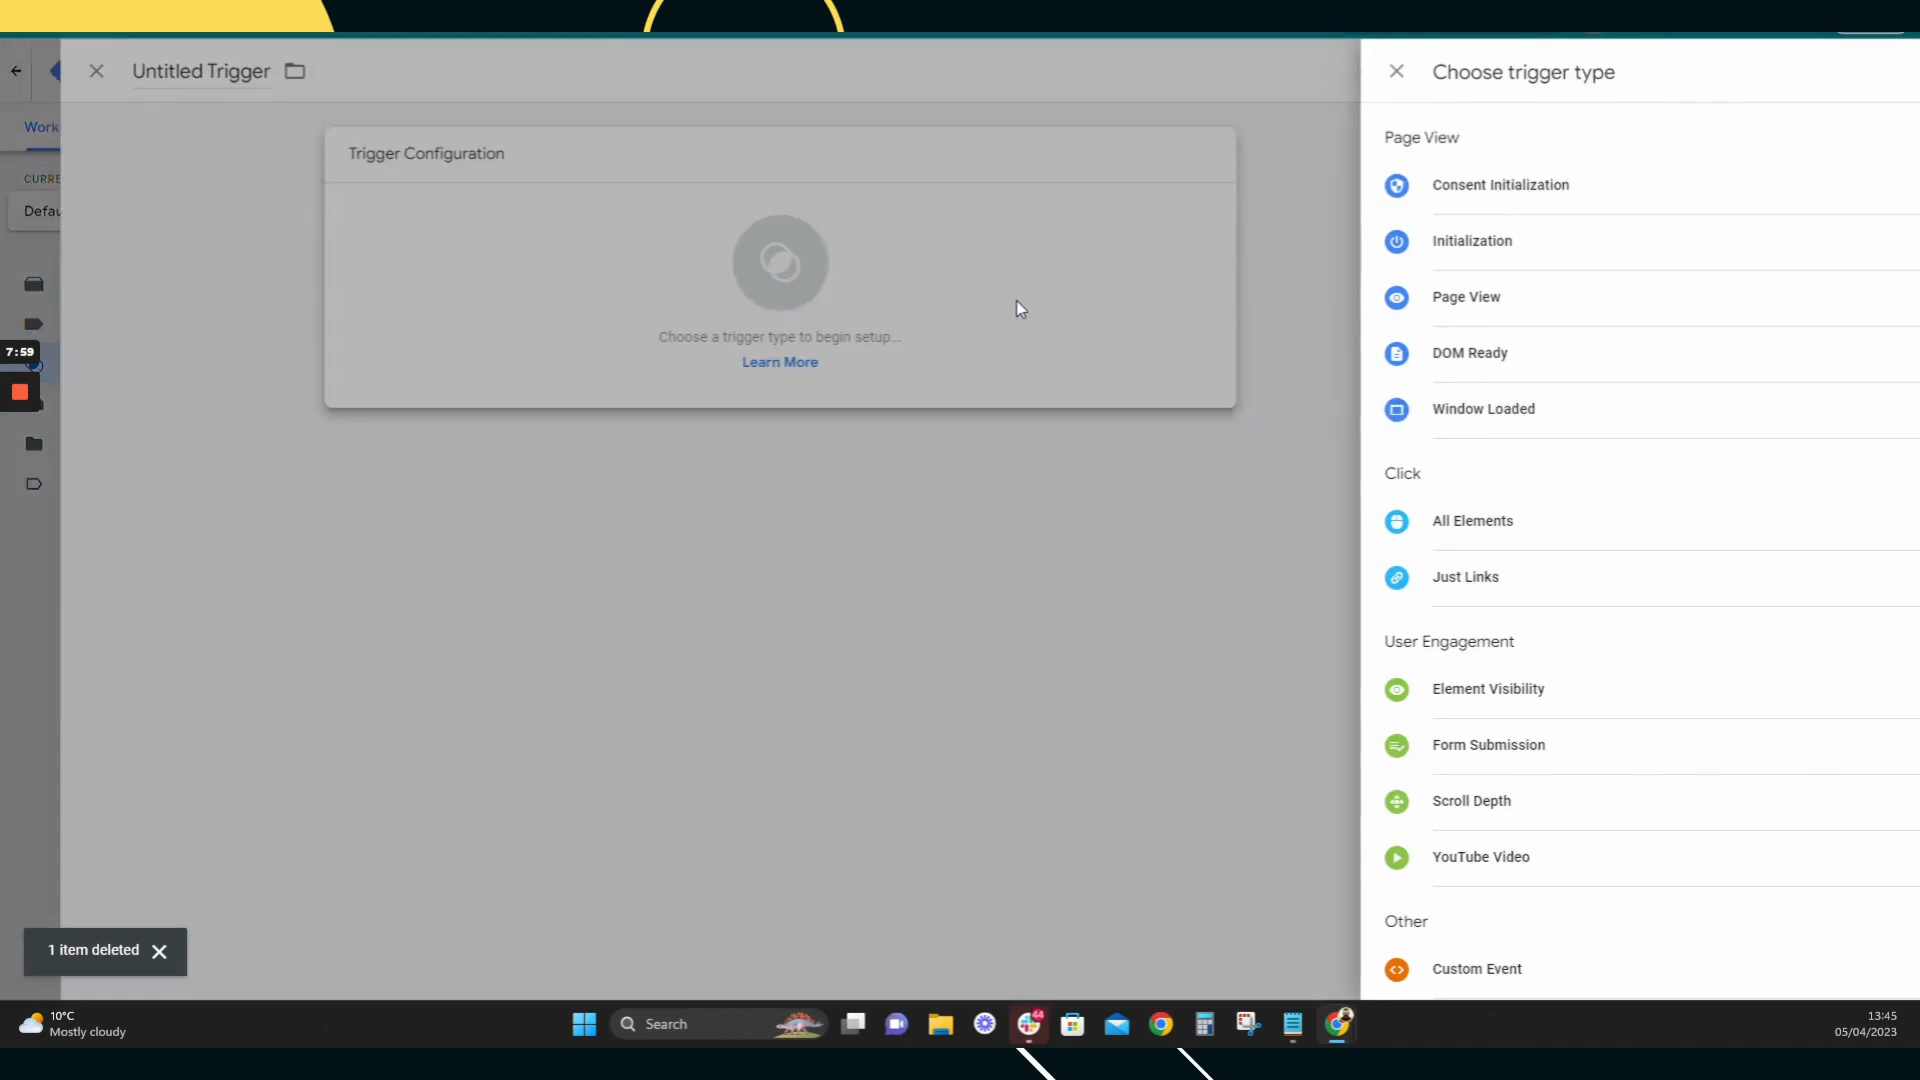 Untitled Trigger
Choose trigger type
Work
Trigger Configuration
CURRE
Defau
Choose a trigger type to begin setup...
Learn More
7:59
Page View
Consent Initialization
Initialization
Page View
DOM Ready
Window Loaded
Click
All Elements
Just Links
User Engagement
Element Visibility
Form Submission
Scroll Depth
YouTube Video
Other
Custom Event
1 item deleted
10°C
Mostly cloudy
Search
44
13:45
05/04/2023